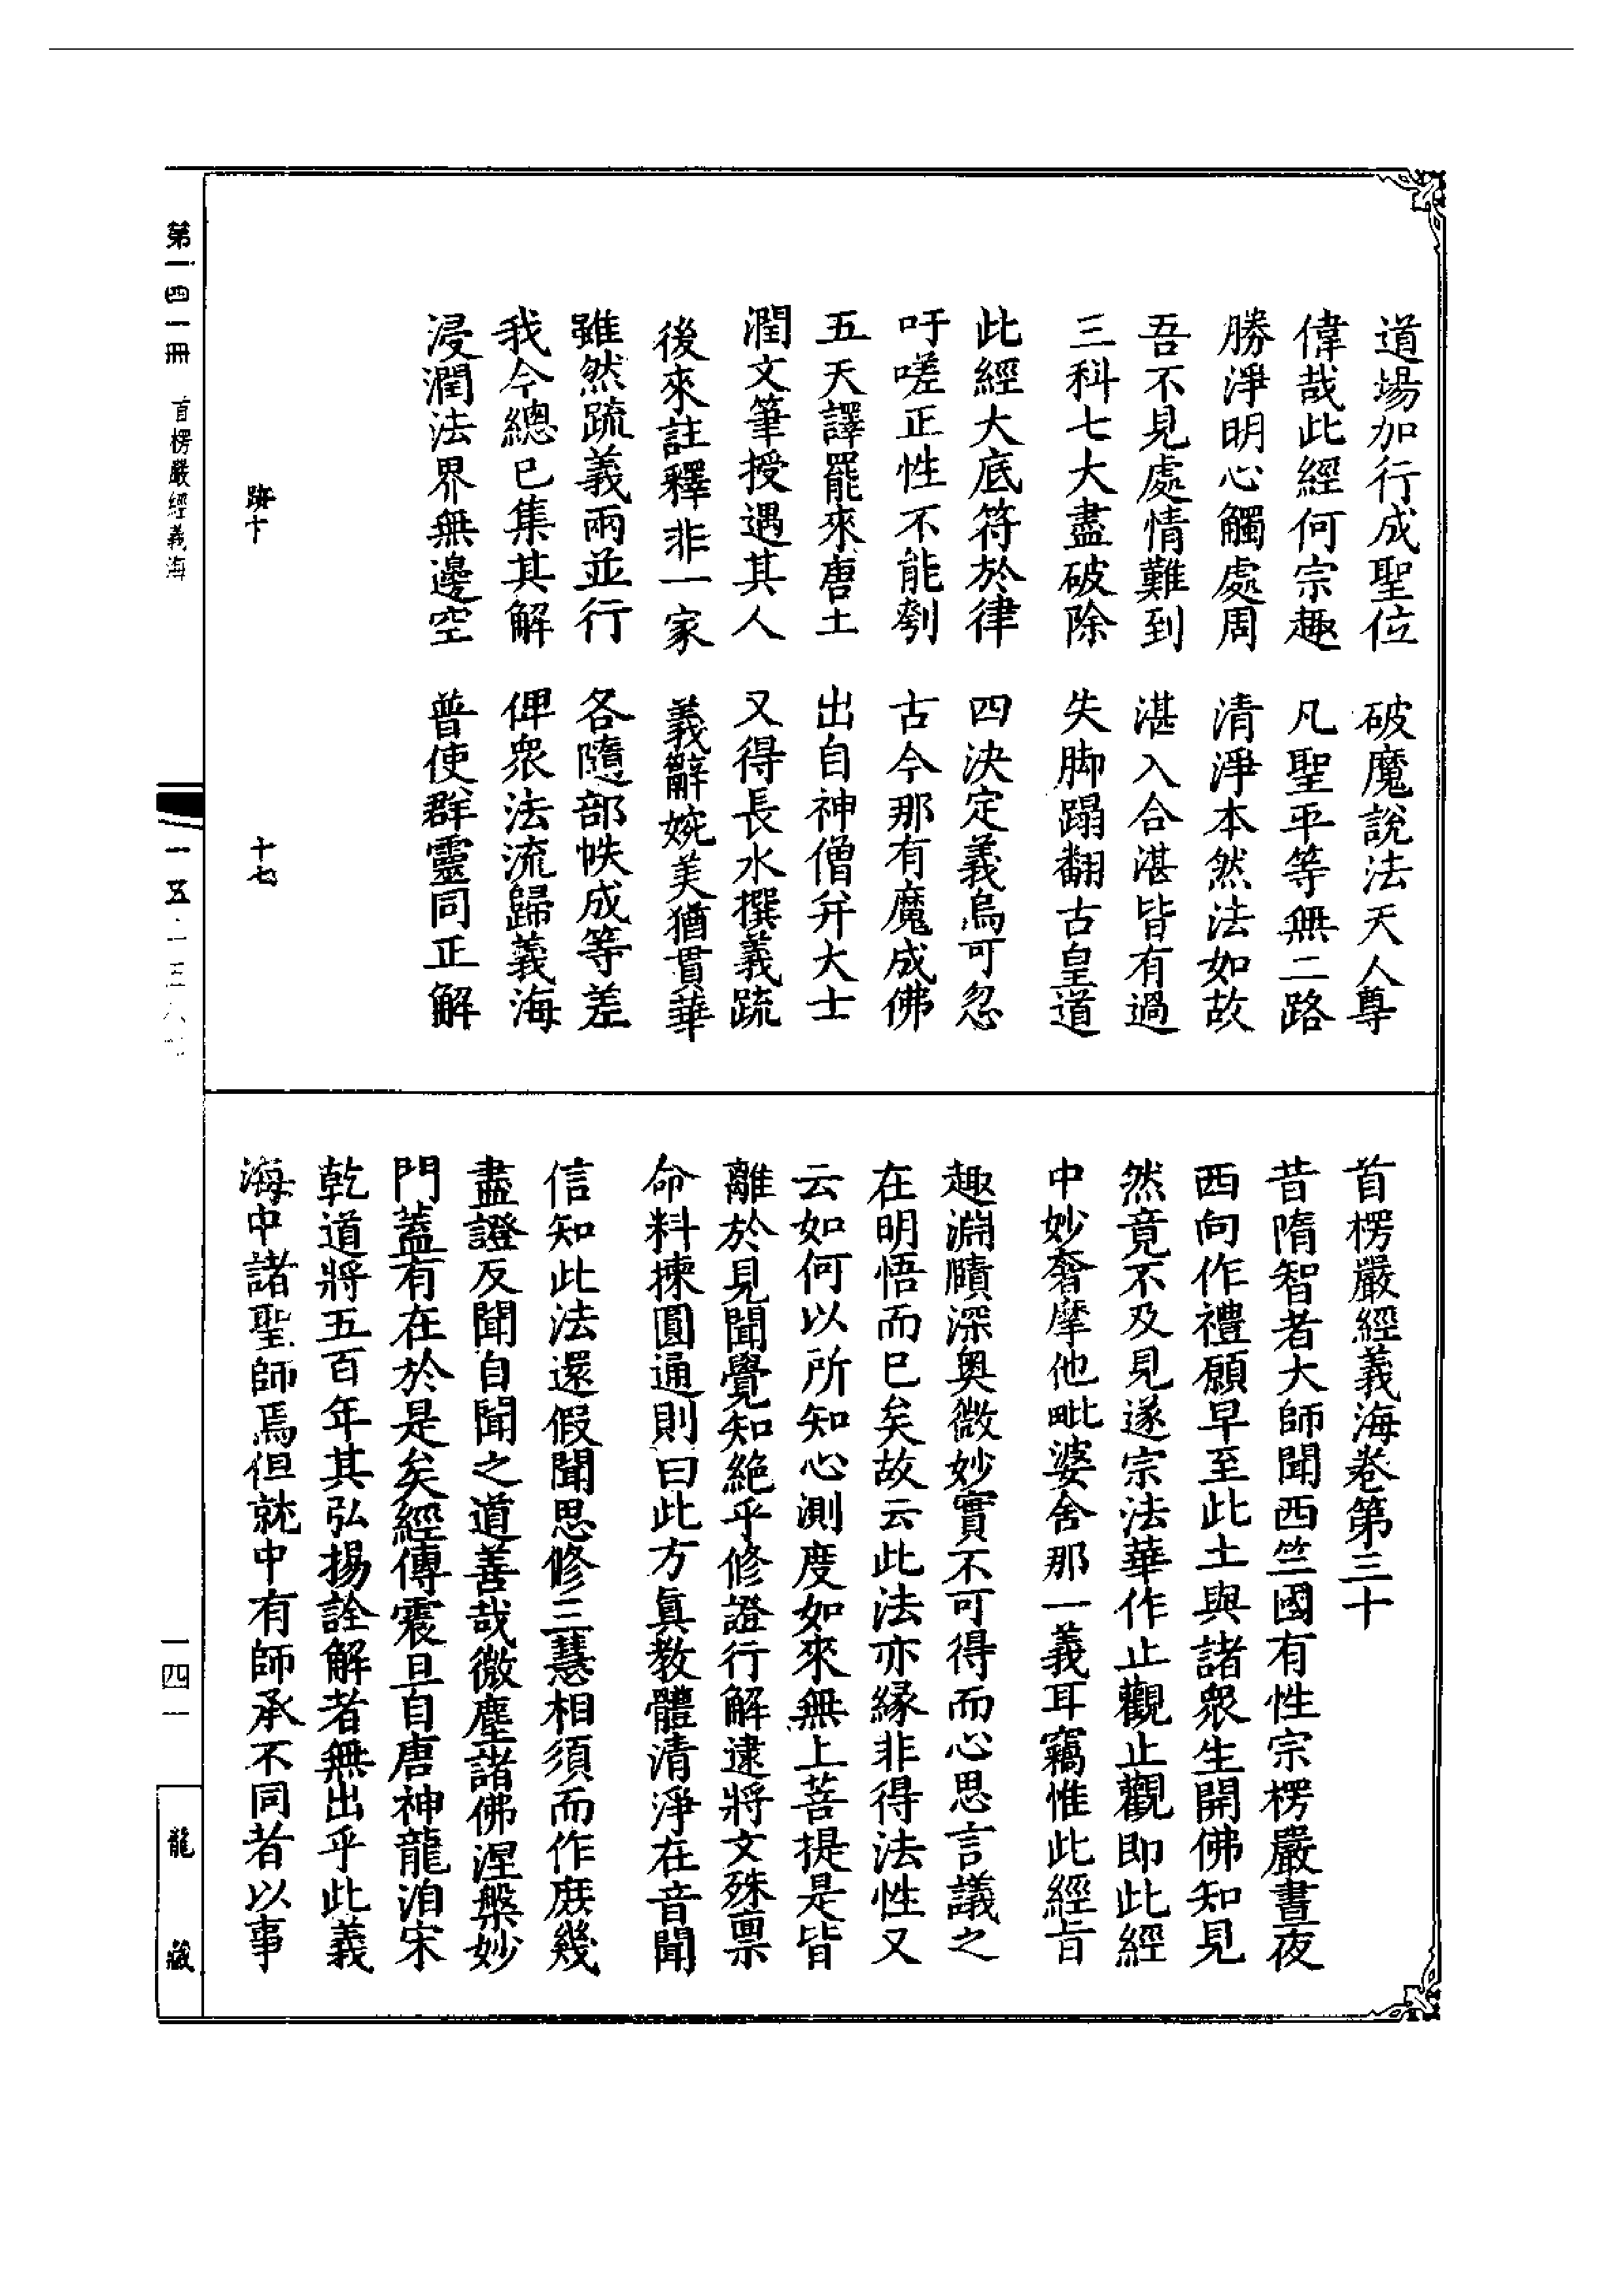 道場加行成聖位　破魔說法天人尊
偉哉此經何宗趣　凡聖平等無二路
勝淨明心觸處周　清淨本然法如故
吾不見處情難到　湛入合湛皆有過
三科七大盡破除　失脚蹋翻古皇道
此經大底符於律　四決定義烏可忽
吁嗟正性不能劀　古今那有魔成佛
五天譯罷來唐土　出自神僧并大士
潤文筆授遇其人　又得長水撰義疏
後來註釋非一家　義辭婉美猶貫華
雖然疏義兩並行　各隨部帙成等差
我今總已集其解　俾衆法流歸義海
浸潤法界無邊空　普使群靈同正解
十七
首楞嚴經義海卷第三十
昔隋智者大師聞西竺國有性宗楞嚴晝夜
西向作禮願早至此土與諸衆生開佛知見
然竟不及見遂宗法華作止觀止觀即此經
中妙奢摩他毗婆舍那一義耳竊惟此經旨
趣淵賾深奧微妙實不可得而心思言議之
在明悟而已矣故云此法亦緣非得法性又
云如何以所知心測度如來無上菩提是皆
離於見聞覺知絕乎修證行解逮將文殊稟
命料揀圓通則曰此方真教體清淨在音聞
信知此法還假聞思修三慧相須而作庶幾
盡證反聞自聞之道善哉微塵諸佛涅槃妙
門蓋有在於是矣經傳震旦自唐神龍洎宋
乾道將五百年其弘揚詮解者無出乎此義
海中諸聖師焉但就中有師承不同者以事
第一四一冊　首楞嚴經義海
一五
一四一
龍藏